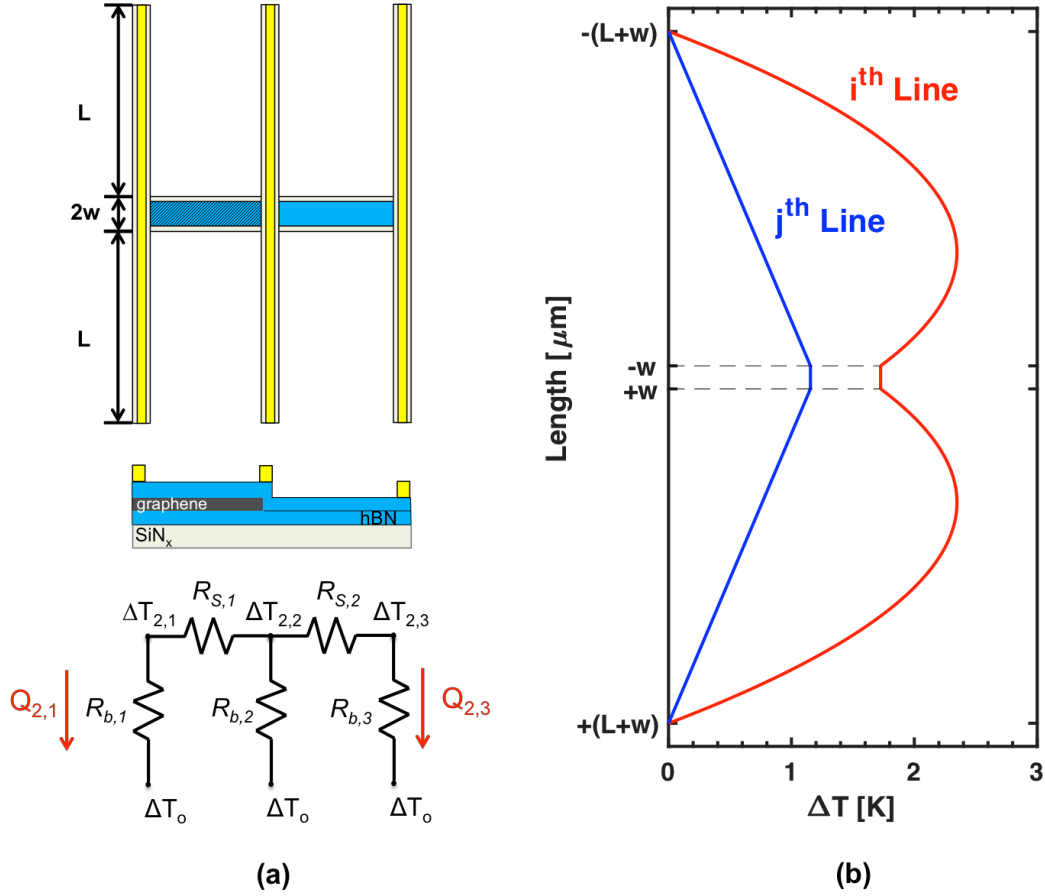 L
2w
L
graphene
hBN
SiNx
RS,1
RS,2
ΔT2,1
ΔT2,2
ΔT2,3
Q2,1
Rb,1
Rb,2
Rb,3
Q2,3
ΔTo
ΔTo
ΔTo
(a)
-(L+w)
ith Line
jth Line
Length [μm]
-w
+w
+(L+w)
0
1
2
3
ΔT [K]
(b)